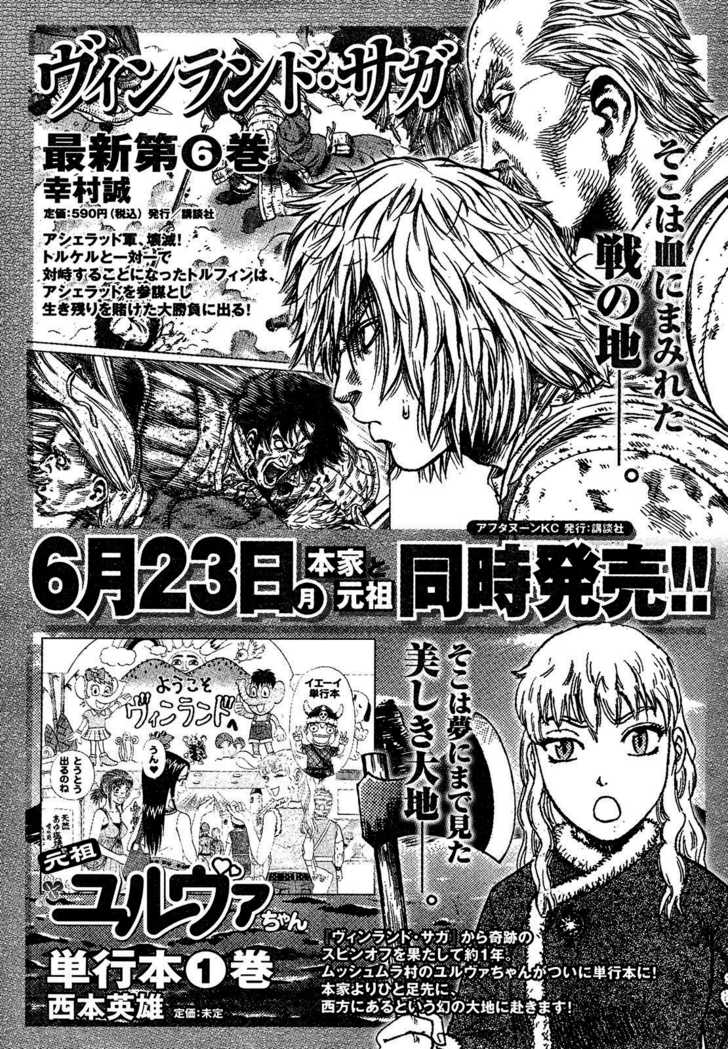 ヴィンランド・サガ
最新第6巻
幸村誠
定価:590円(税込) 発行/講談社
アシェラッド軍、壊滅!
トルケルと一対一で
対峙することになったトルフィンは、
アシェラッドを参謀とし
生き残りを賭けた大勝負に出る!
そこは血にまみれた
戦の地——。
アフタヌーンKC 発行:講談社
6月23日(月)本家と元祖同時発売!!
ようこそ
ヴィンランドへ
イエーイ
単行本
うん♥
とうとう
出るのね
そこは夢にまで見た
美しき大地——。
元祖
ユルヴァちゃん
単行本1巻
西本英雄 定価:未定
『ヴィンランド・サガ』から奇跡の
スピンオフを果たして約1年。
ムッシュムラ村のユルヴァちゃんがついに単行本に!
本家よりひと足先に、
西方にあるという幻の大地に赴きます!